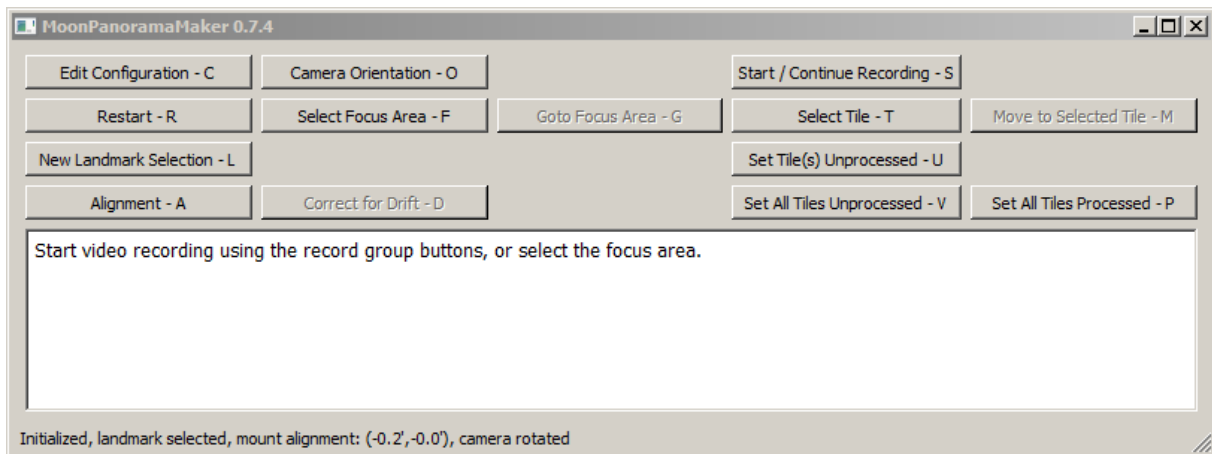 MoonPanoramaMaker 0.7.4
Edit Configuration - C Camera Orientation - O Start / Continue Recording - S
Restart - R Select Focus Area - F Goto Focus Area - G Select Tile - T Move to Selected Tile - M
New Landmark Selection - L Set Tile(s) Unprocessed - U
Alignment - A Correct for Drift - D Set All Tiles Unprocessed - V Set All Tiles Processed - P
Start video recording using the record group buttons, or select the focus area.
Initialized, landmark selected, mount alignment: (-0.2',-0.0'), camera rotated